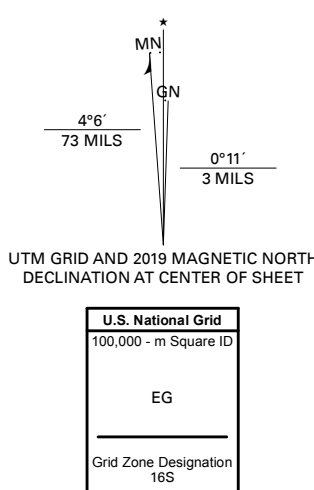 ★
MN
GN
4°6´
73 MILS
0°11´
3 MILS
UTM GRID AND 2019 MAGNETIC NORTH
DECLINATION AT CENTER OF SHEET
U.S. National Grid
100,000 - m Square ID
EG
Grid Zone Designation
16S